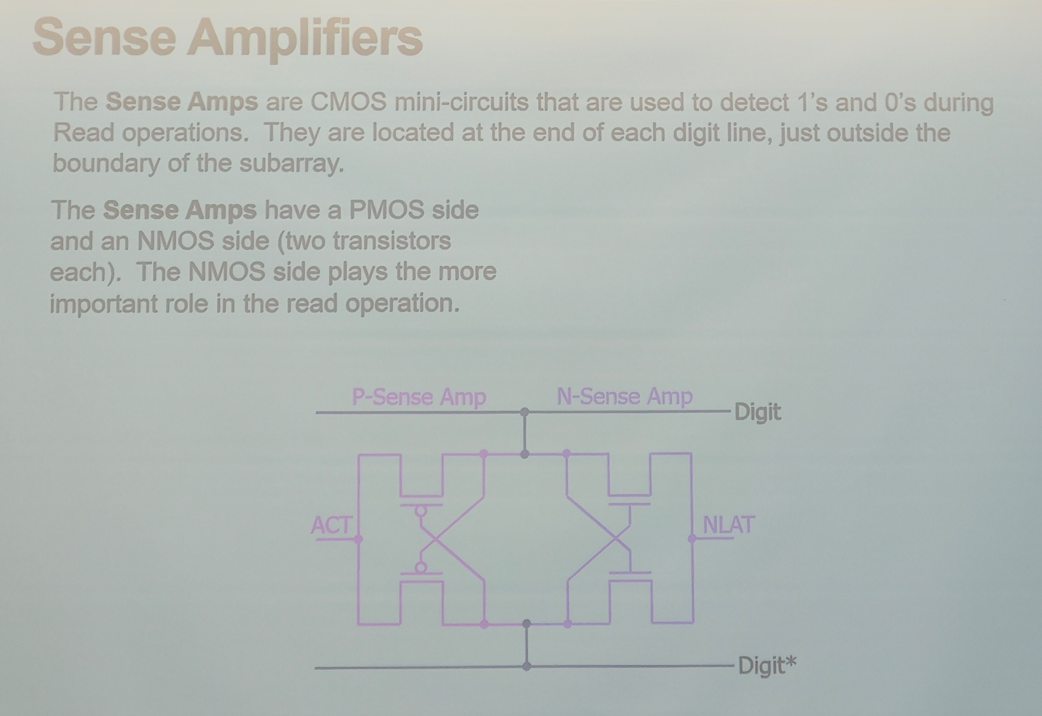 Sense Amplifiers
The Sense Amps are CMOS mini-circuits that are used to detect 1's and 0's during
Read operations.  They are located at the end of each digit line, just outside the
boundary of the subarray.
The Sense Amps have a PMOS side
and an NMOS side (two transistors
each).  The NMOS side plays the more
important role in the read operation.
P-Sense Amp N-Sense Amp
Digit
ACT NLAT
Digit*